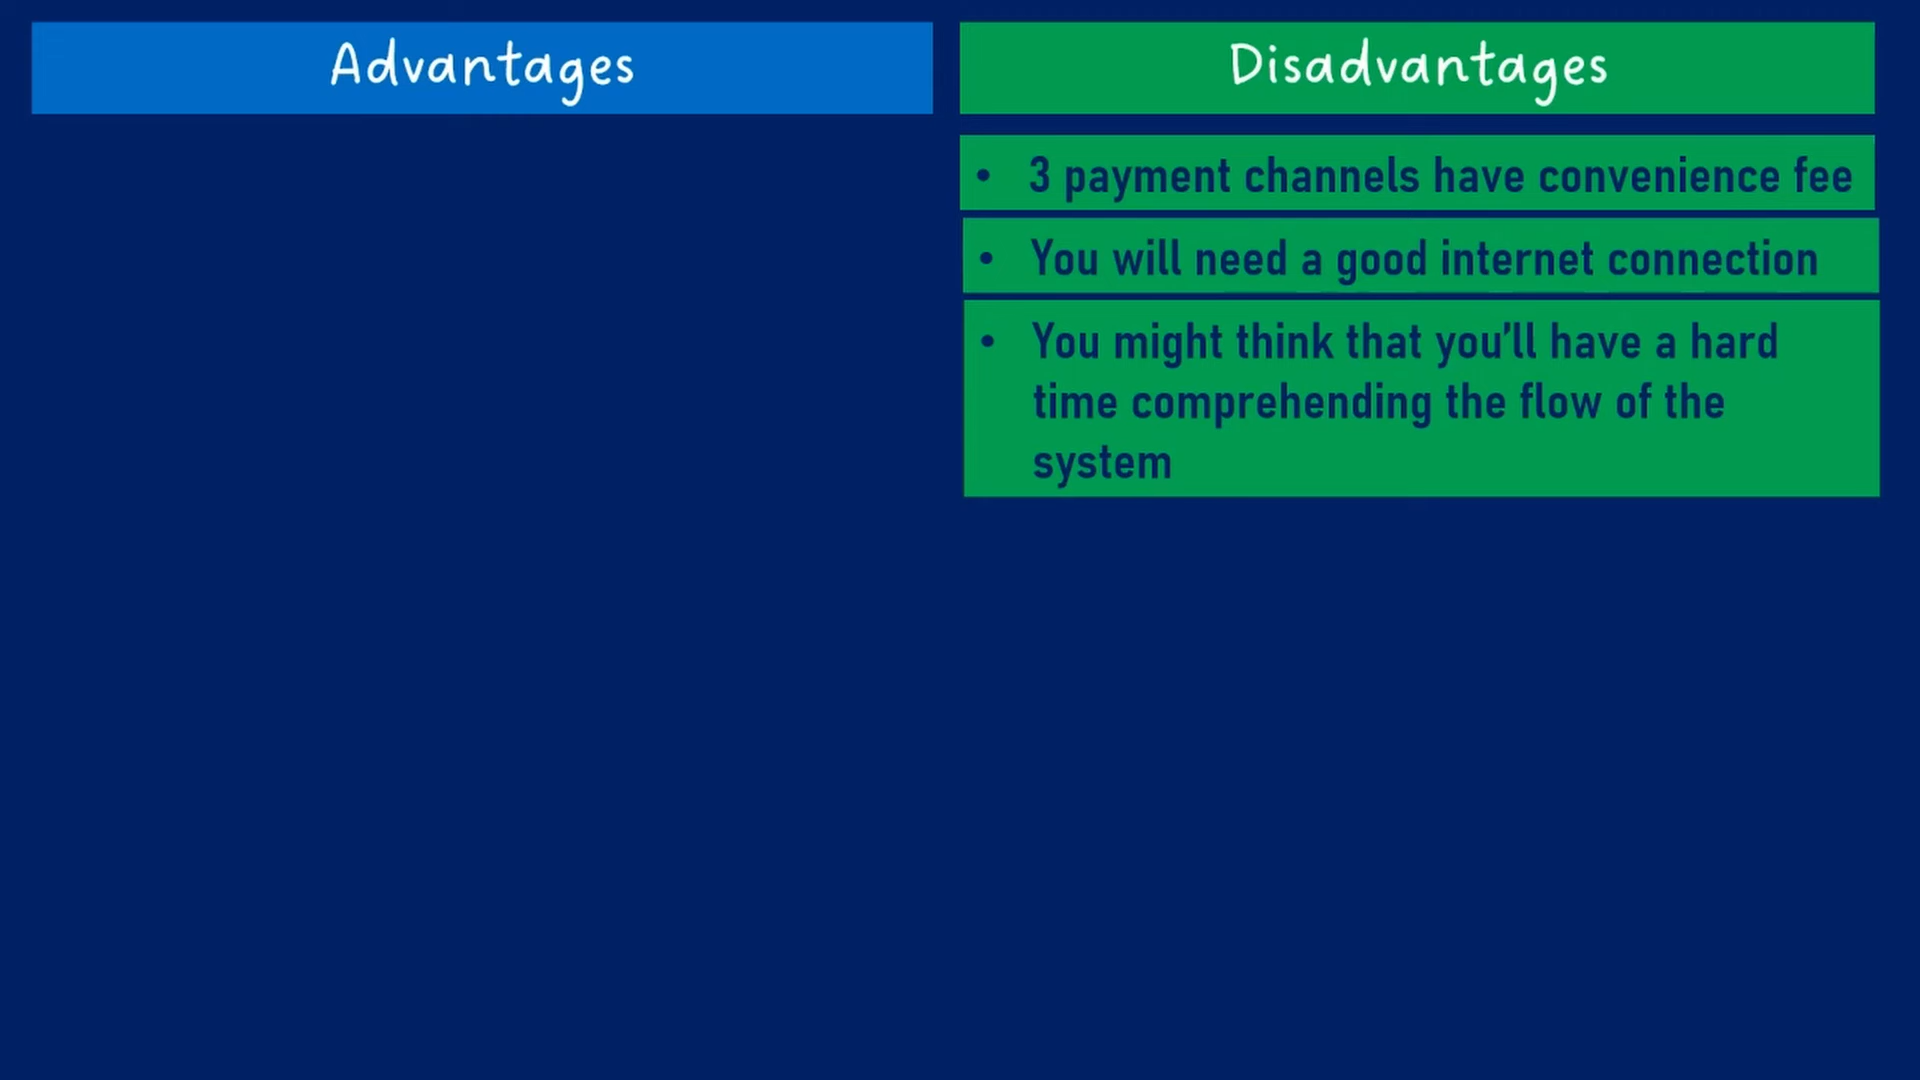 Advantages
Disadvantages
• 3 payment channels have convenience fee
• You will need a good internet connection
• You might think that you’ll have a hard
time comprehending the flow of the
system